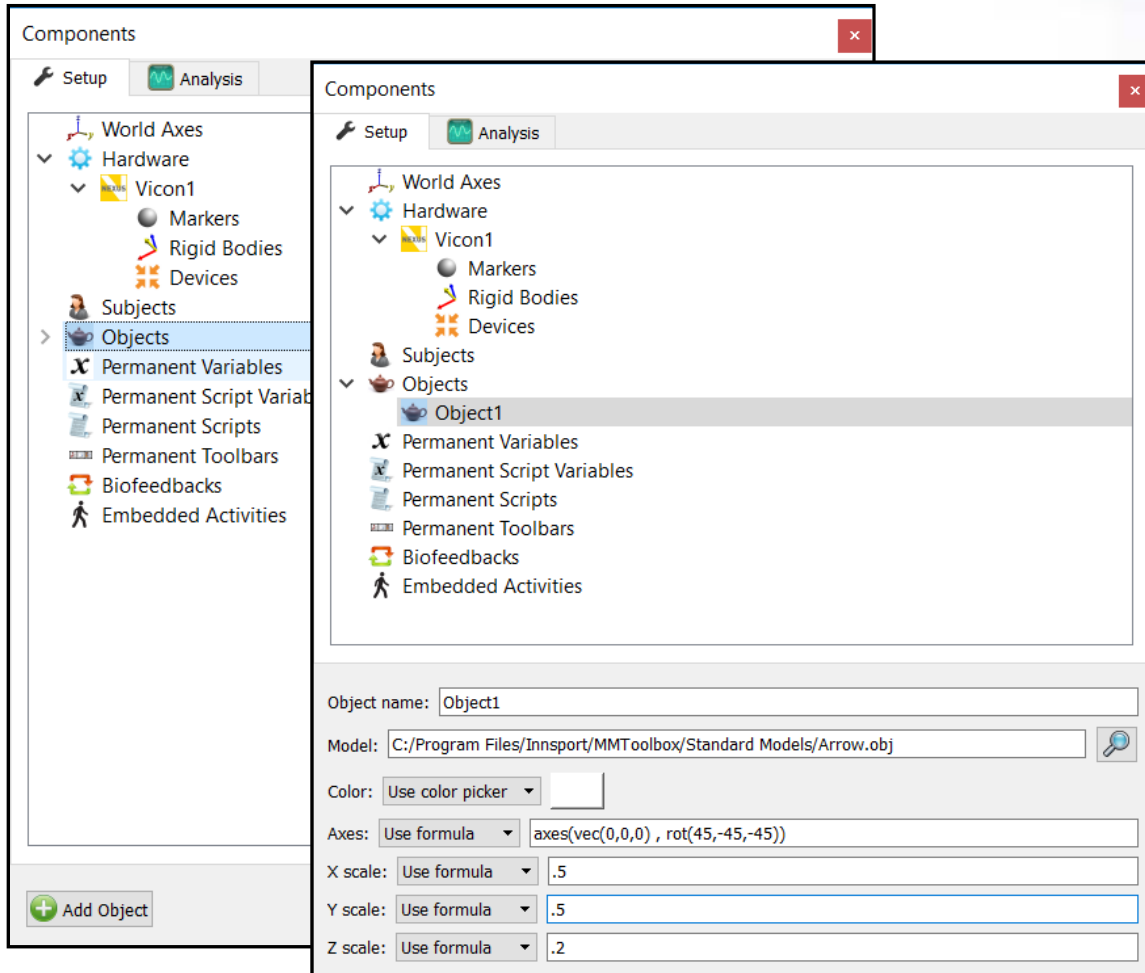 Components
Setup
Analysis
World Axes
Hardware
NEXUS Vicon1
Markers
Rigid Bodies
Devices
Subjects
Objects
Permanent Variables
Permanent Script Variab
Permanent Scripts
Permanent Toolbars
Biofeedbacks
Embedded Activities
Add Object
Components
Setup
Analysis
World Axes
Hardware
NEXUS Vicon1
Markers
Rigid Bodies
Devices
Subjects
Objects
Object1
Permanent Variables
Permanent Script Variables
Permanent Scripts
Permanent Toolbars
Biofeedbacks
Embedded Activities
Object name: Object1
Model: C:/Program Files/Innsport/MMToolbox/Standard Models/Arrow.obj
Color: Use color picker
Axes: Use formula axes(vec(0,0,0) , rot(45,-45,-45))
X scale: Use formula .5
Y scale: Use formula .5
Z scale: Use formula .2